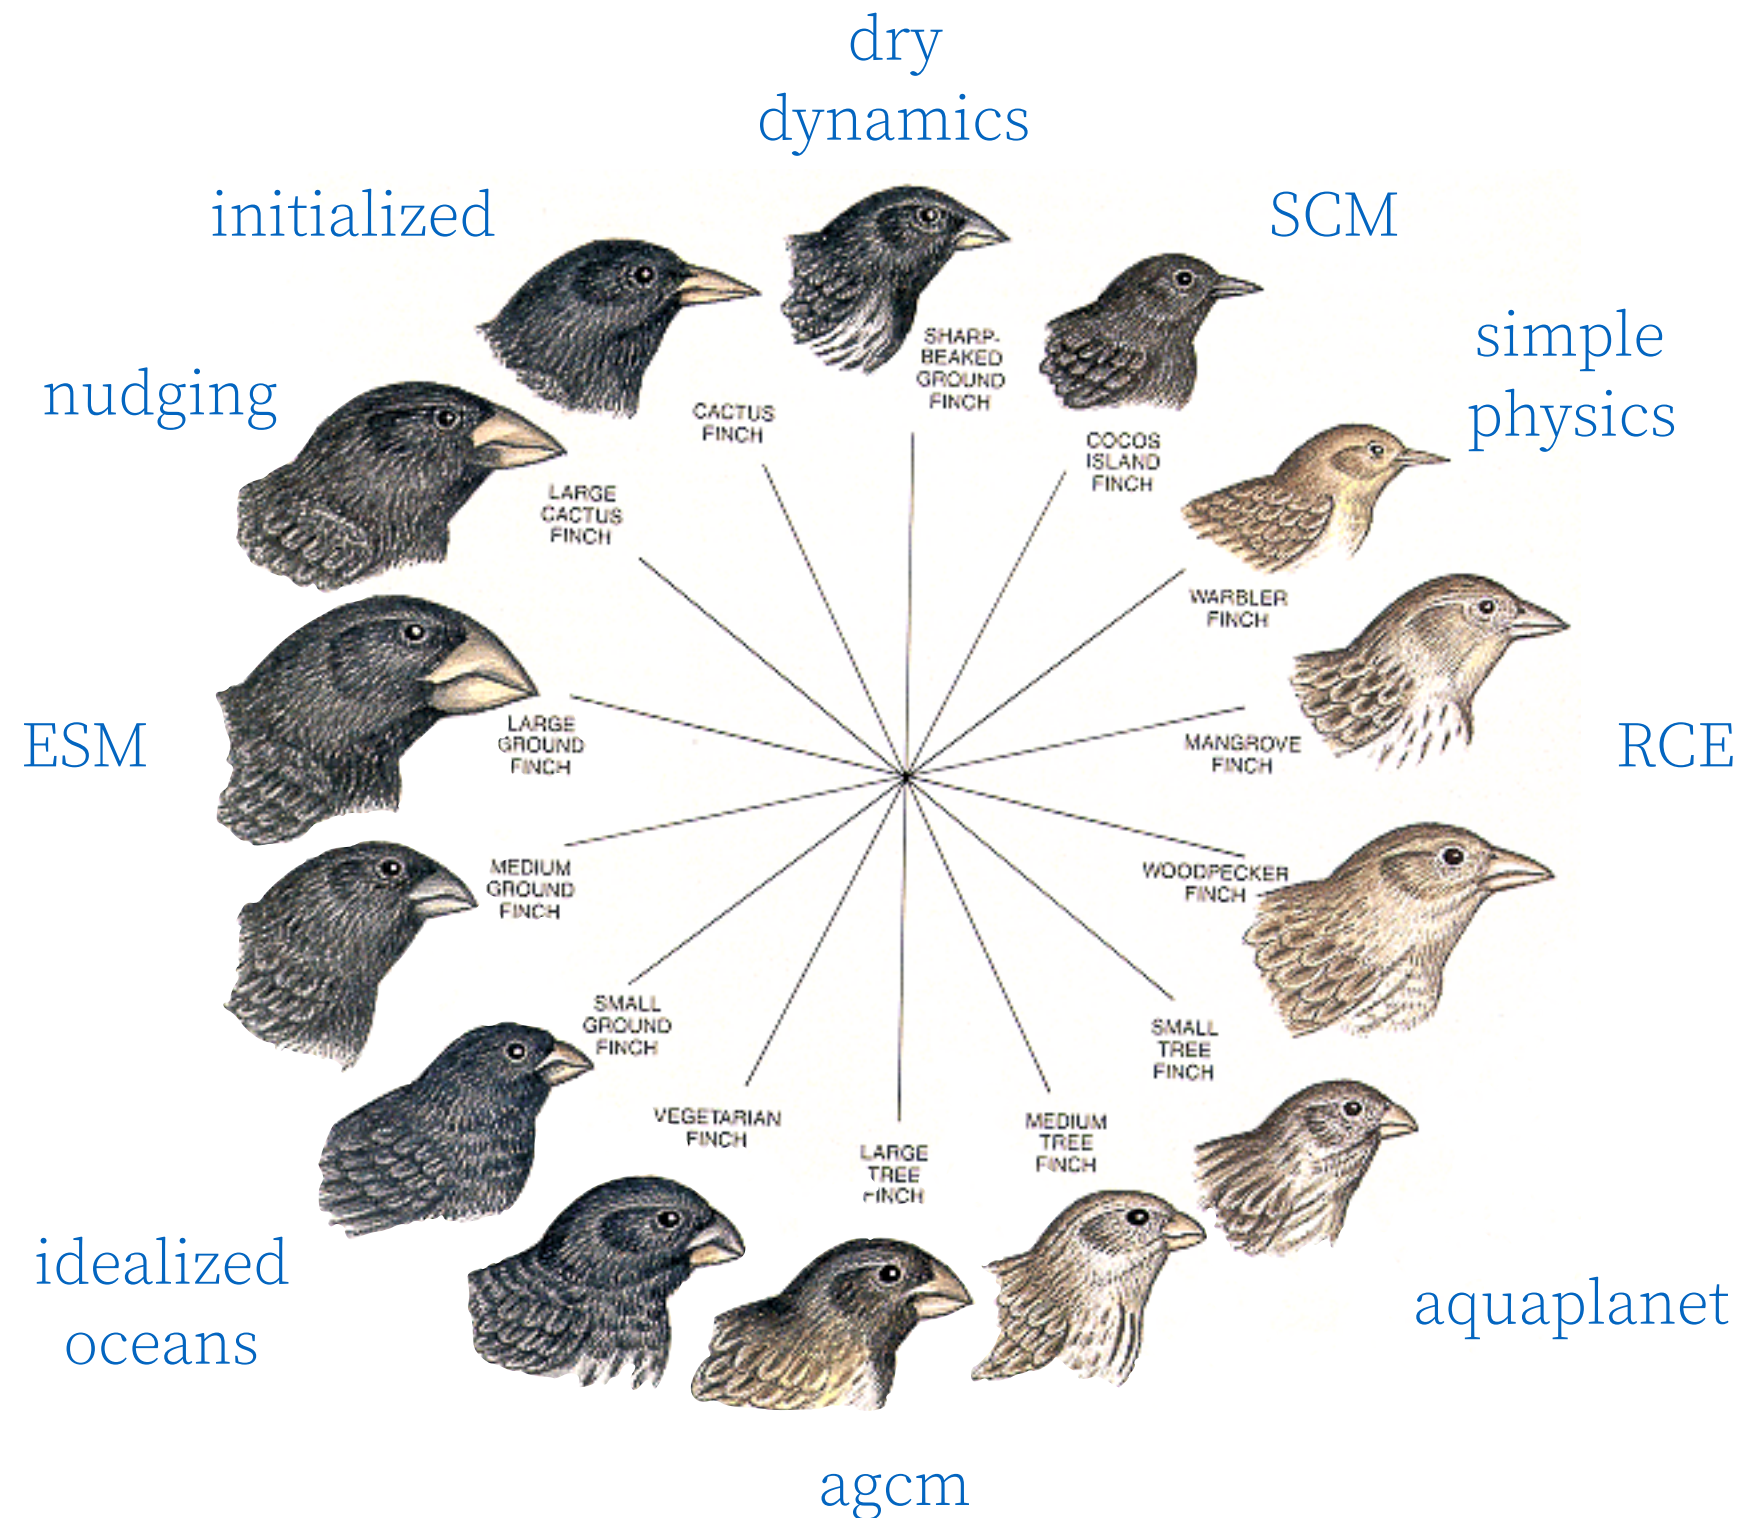 dry
dynamics
initialized
SCM
simple
physics
nudging
SHARP-
BEAKED
GROUND
FINCH
CACTUS
FINCH
COCOS
ISLAND
FINCH
LARGE
CACTUS
FINCH
WARBLER
FINCH
ESM
LARGE
GROUND
FINCH
MANGROVE
FINCH
RCE
MEDIUM
GROUND
FINCH
WOODPECKER
FINCH
SMALL
GROUND
FINCH
SMALL
TREE
FINCH
VEGETARIAN
FINCH
LARGE
TREE
FINCH
MEDIUM
TREE
FINCH
idealized
oceans
aquaplanet
agcm